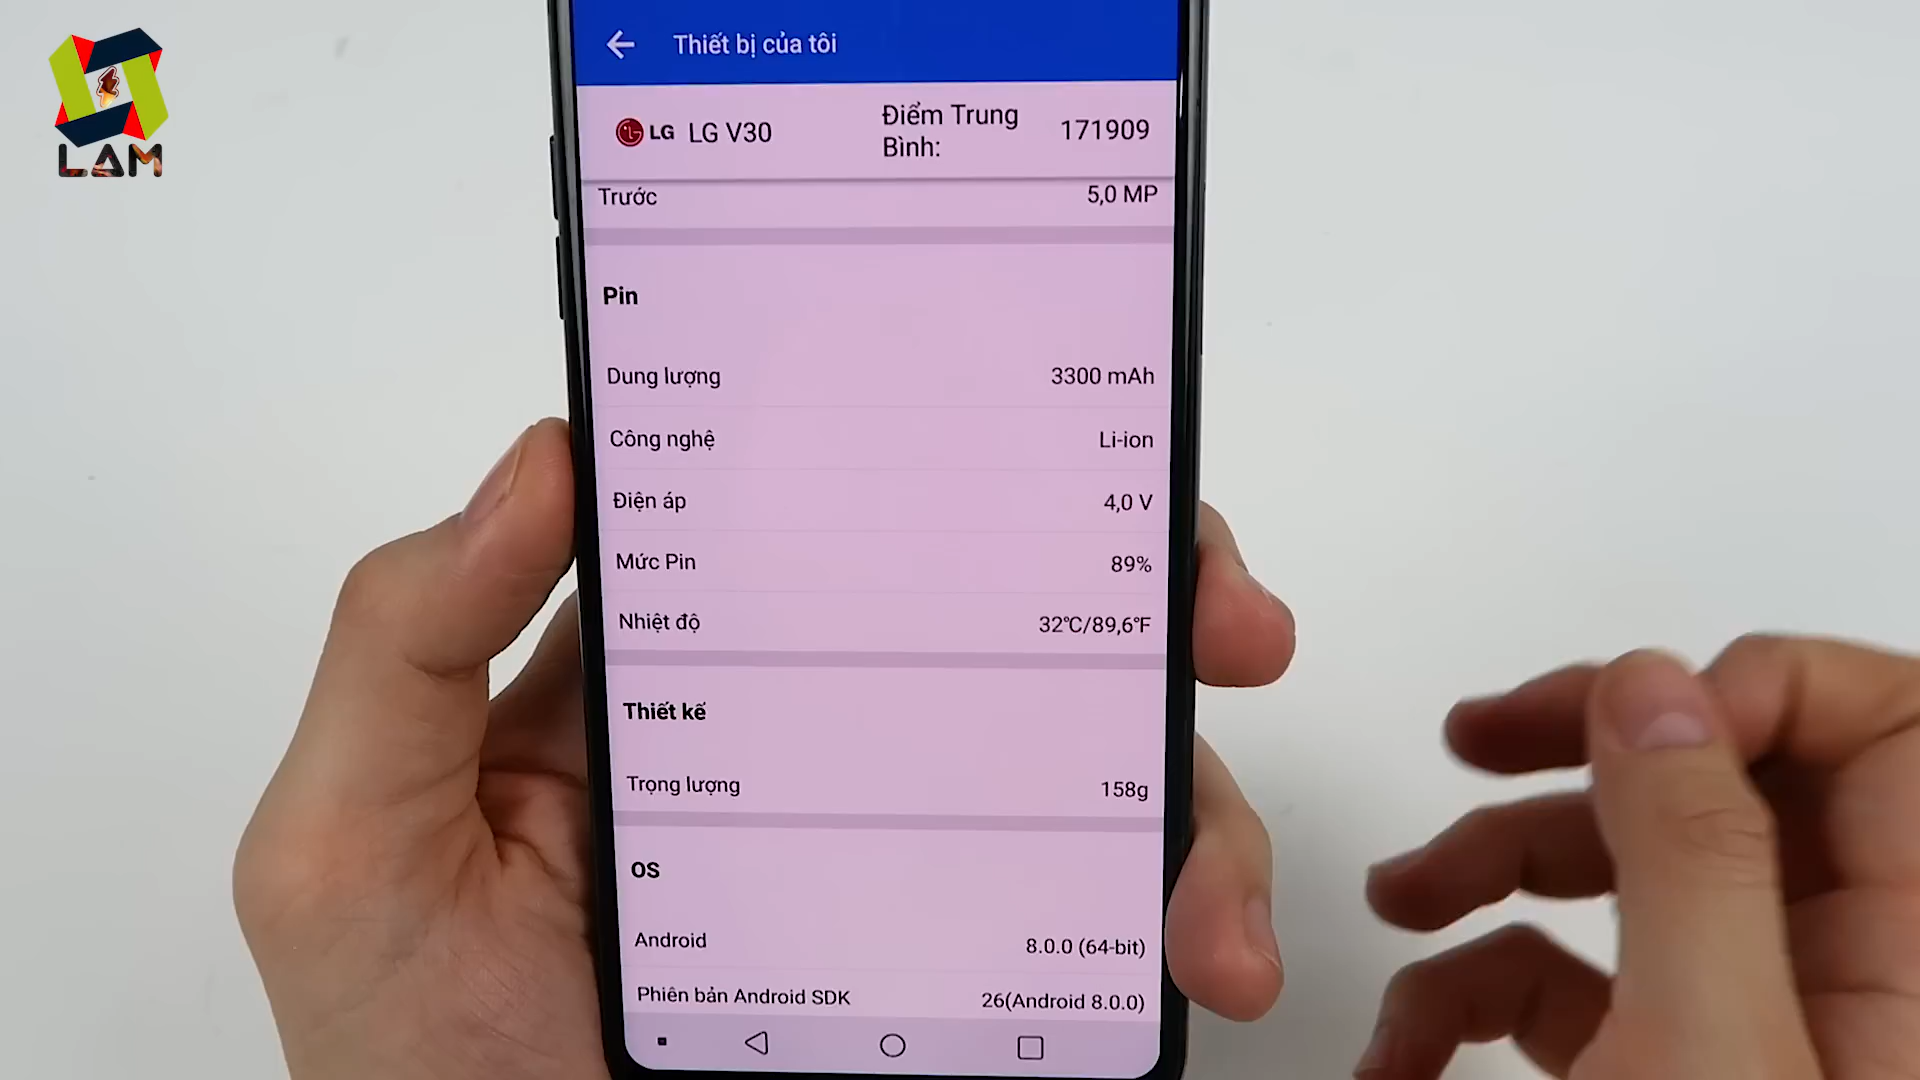 LAM
Thiết bị của tôi
LG LG V30
Điểm Trung Bình: 171909
Trước 5,0 MP
Pin
Dung lượng 3300 mAh
Công nghệ Li-ion
Điện áp 4,0 V
Mức Pin 89%
Nhiệt độ 32℃/89,6℉
Thiết kế
Trọng lượng 158g
OS
Android 8.0.0 (64-bit)
Phiên bản Android SDK 26(Android 8.0.0)